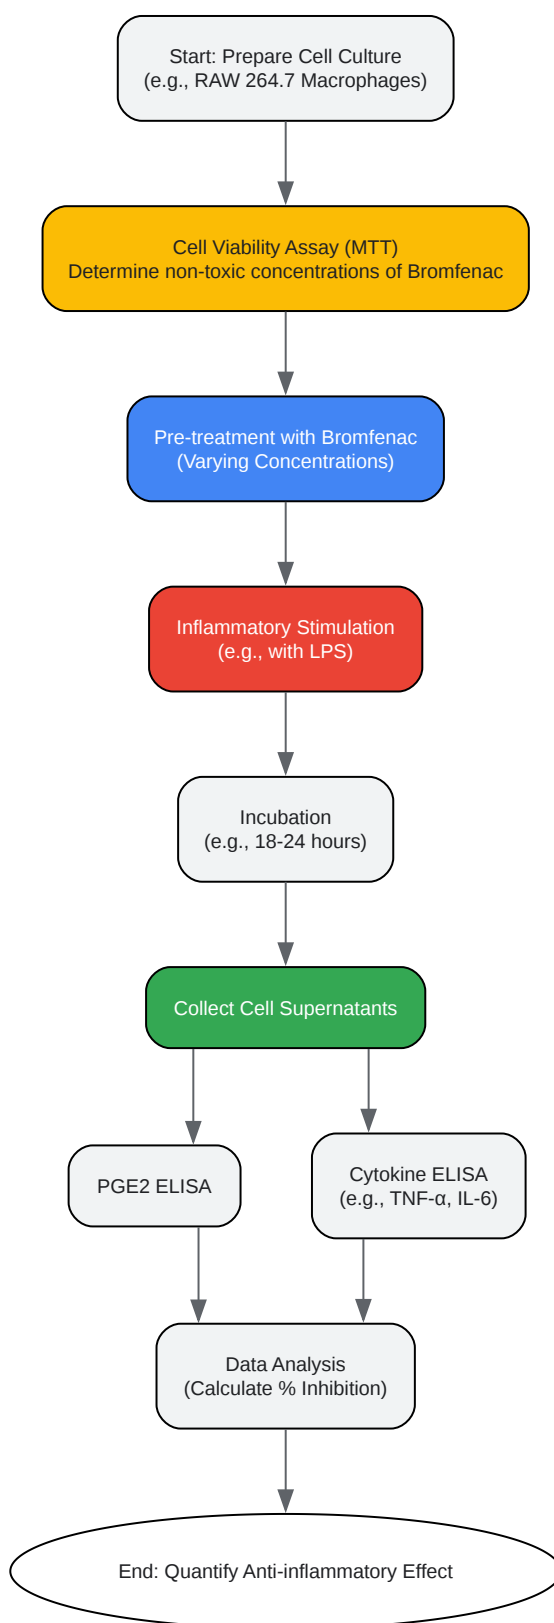 Start: Prepare Cell Culture
(e.g., RAW 264.7 Macrophages)
Cell Viability Assay (MTT)
Determine non-toxic concentrations of Bromfenac
Pre-treatment with Bromfenac
(Varying Concentrations)
Inflammatory Stimulation
(e.g., with LPS)
Incubation
(e.g., 18-24 hours)
Collect Cell Supernatants
PGE2 ELISA
Cytokine ELISA
(e.g., TNF-α, IL-6)
Data Analysis
(Calculate % Inhibition)
End: Quantify Anti-inflammatory Effect